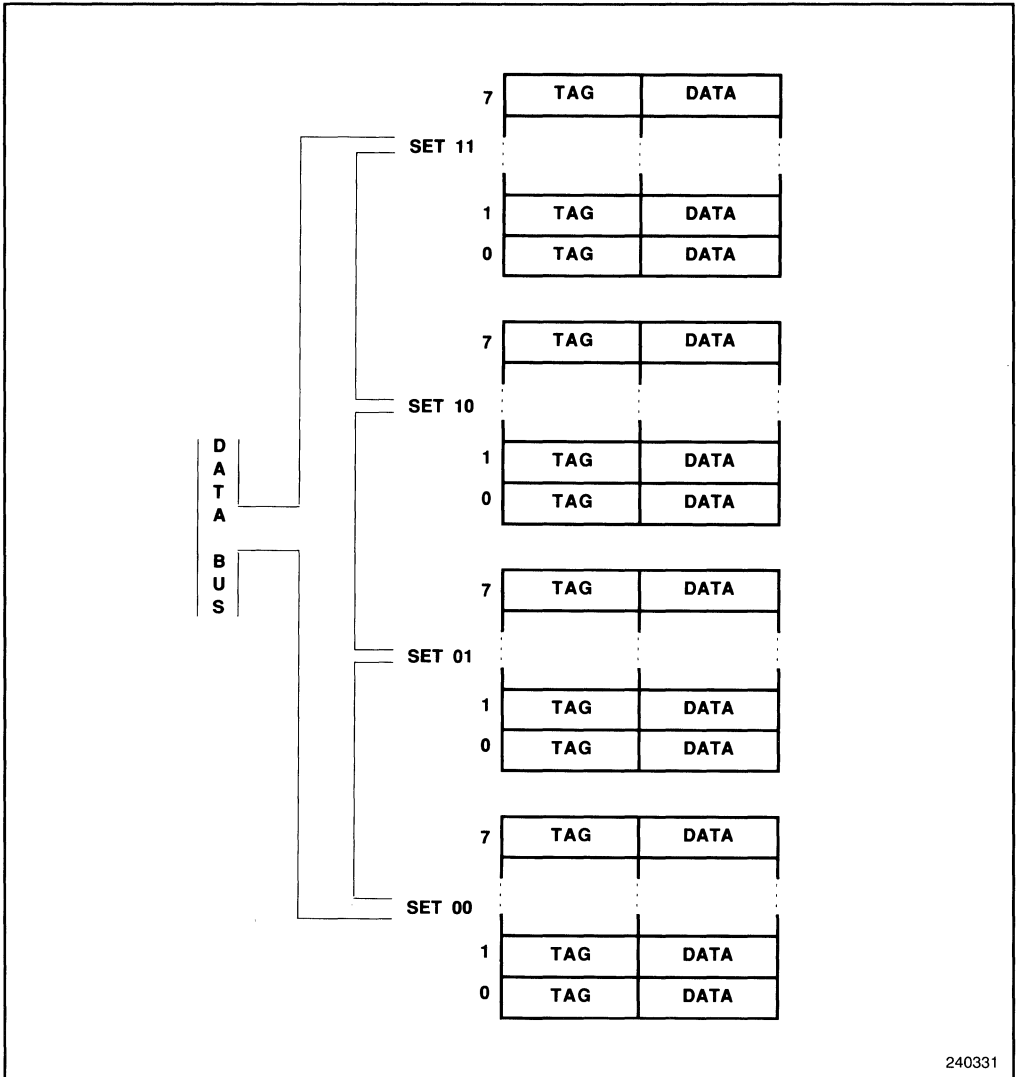 7 TAG DATA
SET 11
1 TAG DATA
0 TAG DATA
7 TAG DATA
SET 10
1 TAG DATA
0 TAG DATA
DATA BUS
7 TAG DATA
SET 01
1 TAG DATA
0 TAG DATA
7 TAG DATA
SET 00
1 TAG DATA
0 TAG DATA
240331